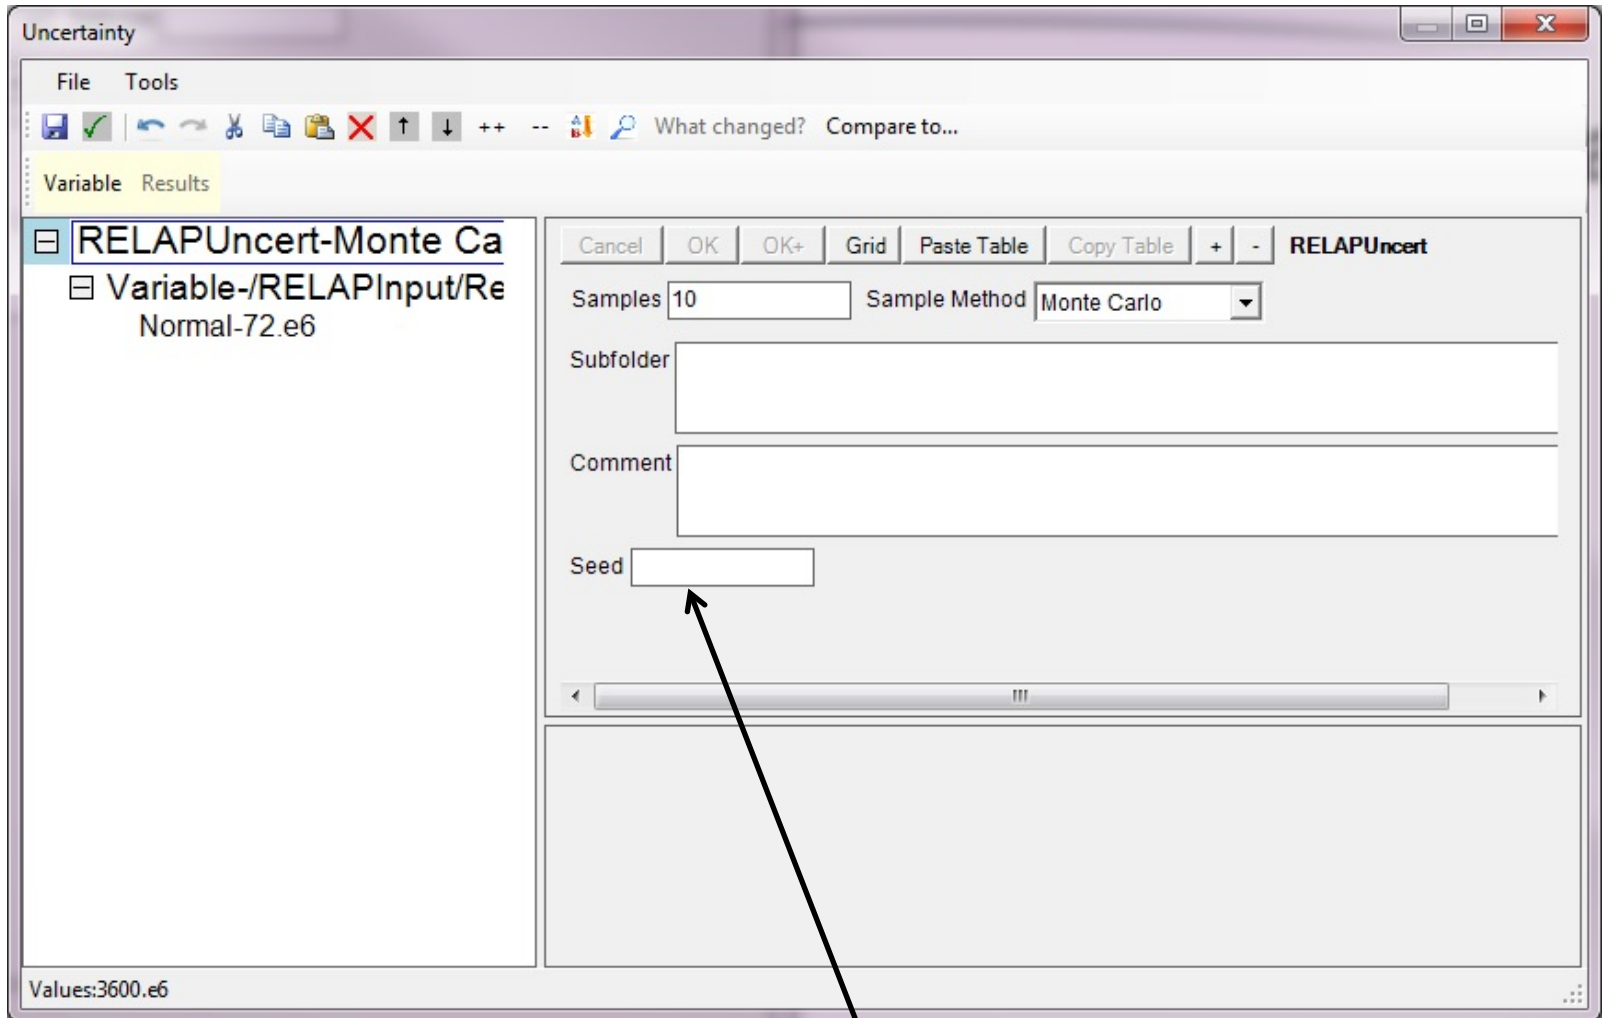 Uncertainty
File Tools
++ -- What changed? Compare to...
Variable Results
RELAPUncert-Monte Ca
Variable-/RELAPInput/Re
Normal-72.e6
Cancel OK OK+ Grid Paste Table Copy Table + - RELAPUncert
Samples 10 Sample Method Monte Carlo
Subfolder
Comment
Seed
Values:3600.e6